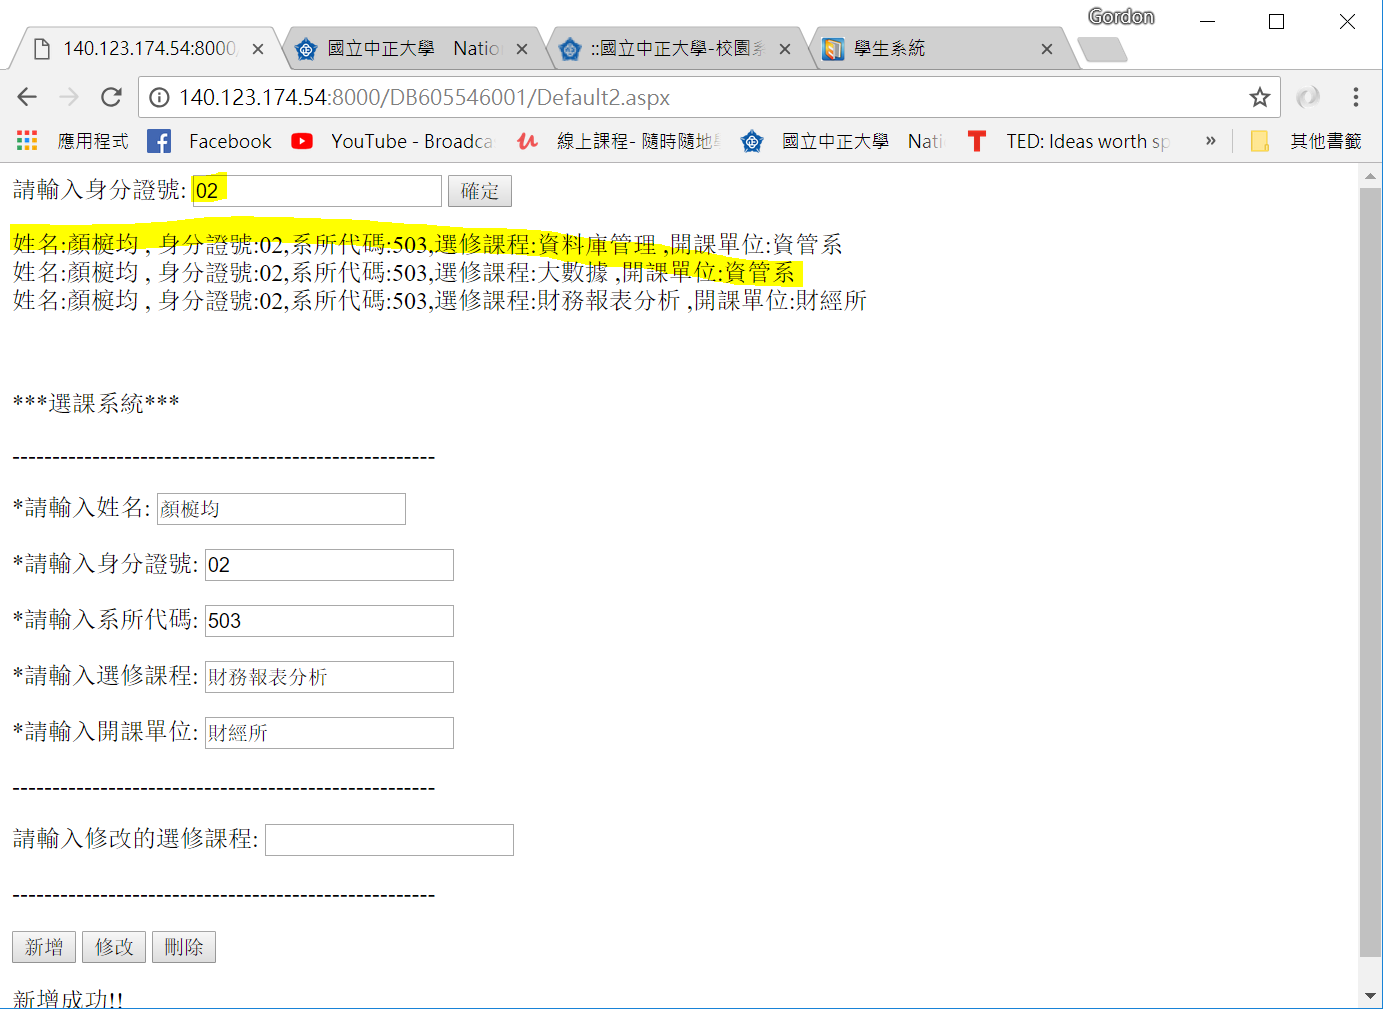 Gordon
140.123.174.54:8000
國立中正大學 Natio
::國立中正大學-校園系
學生系統
140.123.174.54:8000/DB605546001/Default2.aspx
應用程式 Facebook YouTube - Broadca 線上課程- 隨時隨地 國立中正大學 Nati TED: Ideas worth sp » 其他書籤
請輸入身分證號: 02 確定
姓名:顏榳均 , 身分證號:02,系所代碼:503,選修課程:資料庫管理 ,開課單位:資管系
姓名:顏榳均 , 身分證號:02,系所代碼:503,選修課程:大數據 ,開課單位:資管系
姓名:顏榳均 , 身分證號:02,系所代碼:503,選修課程:財務報表分析 ,開課單位:財經所
***選課系統***
-----------------------------------------------------
*請輸入姓名: 顏榳均
*請輸入身分證號: 02
*請輸入系所代碼: 503
*請輸入選修課程: 財務報表分析
*請輸入開課單位: 財經所
-----------------------------------------------------
請輸入修改的選修課程:
-----------------------------------------------------
新增 修改 刪除
新增成功!!